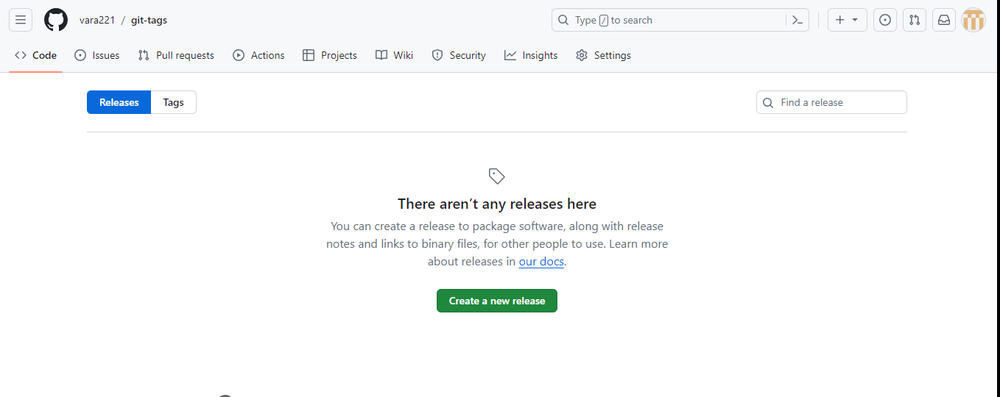 vara221 / git-tags
Type / to search
Code Issues Pull requests Actions Projects Wiki Security Insights Settings
Releases Tags
Find a release
There aren’t any releases here
You can create a release to package software, along with release
notes and links to binary files, for other people to use. Learn more
about releases in our docs.
Create a new release